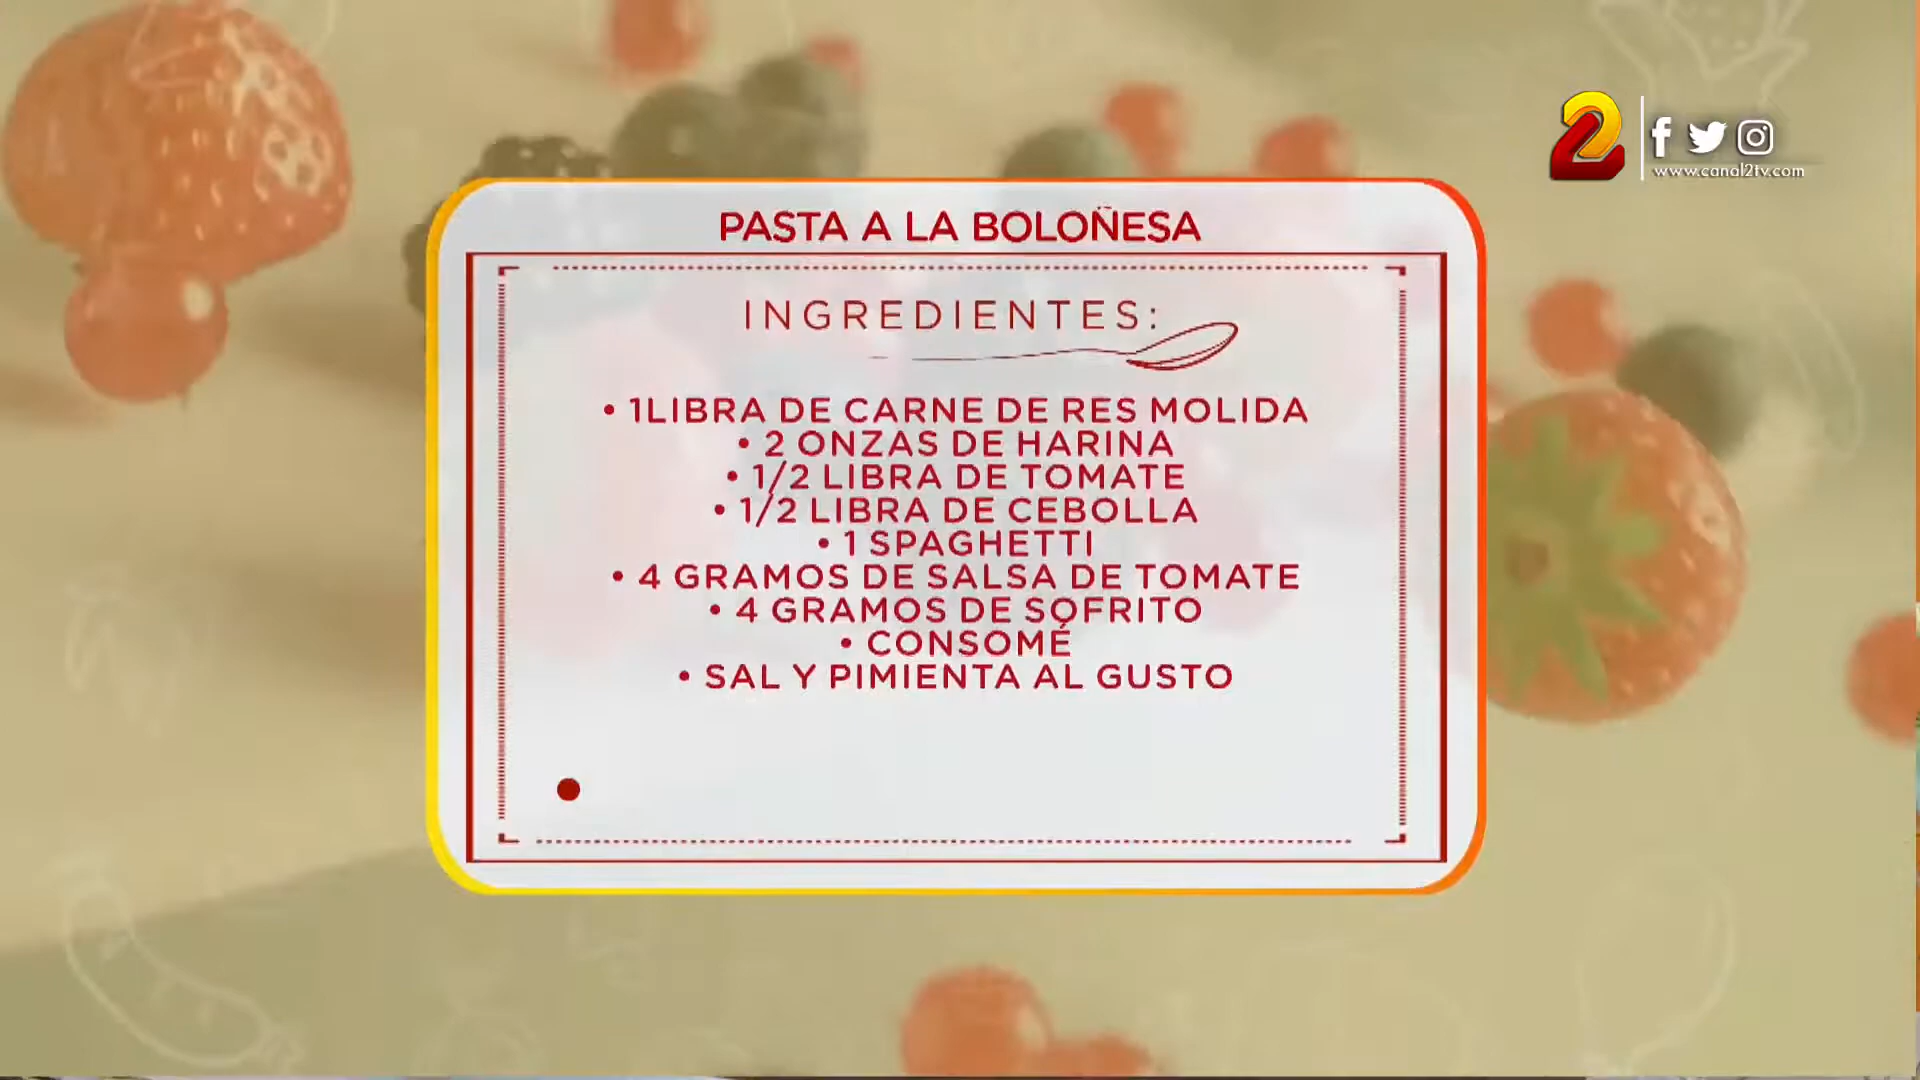 2
www.canal2tv.com
PASTA A LA BOLOÑESA
INGREDIENTES:
• 1LIBRA DE CARNE DE RES MOLIDA
• 2 ONZAS DE HARINA
• 1/2 LIBRA DE TOMATE
• 1/2 LIBRA DE CEBOLLA
• 1 SPAGHETTI
• 4 GRAMOS DE SALSA DE TOMATE
• 4 GRAMOS DE SOFRITO
• CONSOMÉ
• SAL Y PIMIENTA AL GUSTO